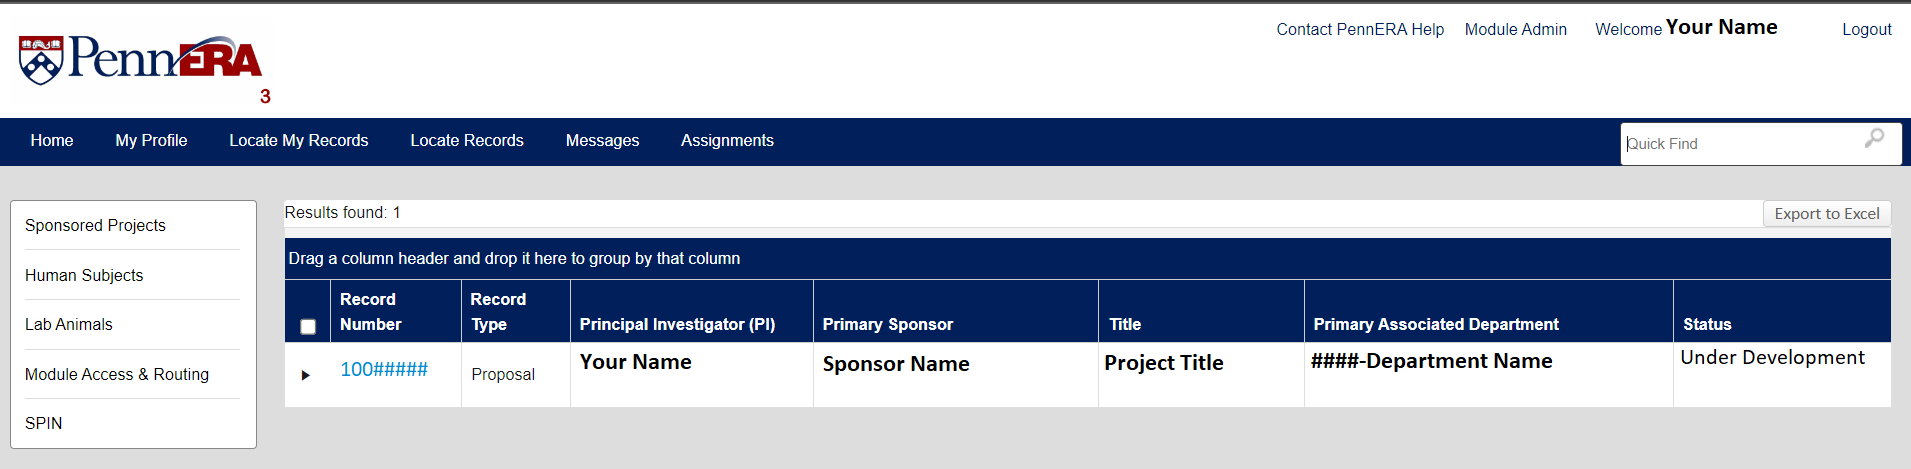 Contact PennERA Help Module Admin Welcome Your Name Logout
PennERA
3
Home My Profile Locate My Records Locate Records Messages Assignments Quick Find
Sponsored Projects
Human Subjects
Lab Animals
Module Access & Routing
SPIN
Results found: 1 Export to Excel
Drag a column header and drop it here to group by that column
Record Number Record Type Principal Investigator (PI) Primary Sponsor Title Primary Associated Department Status
100##### Proposal Your Name Sponsor Name Project Title ####-Department Name Under Development